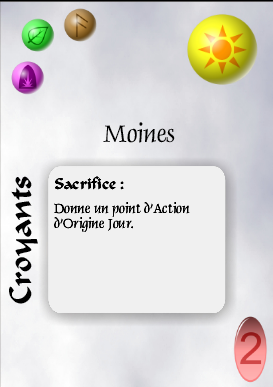 Moines
Croyants
Sacrifice :
Donne un point d'Action
d'Origine Jour.
2